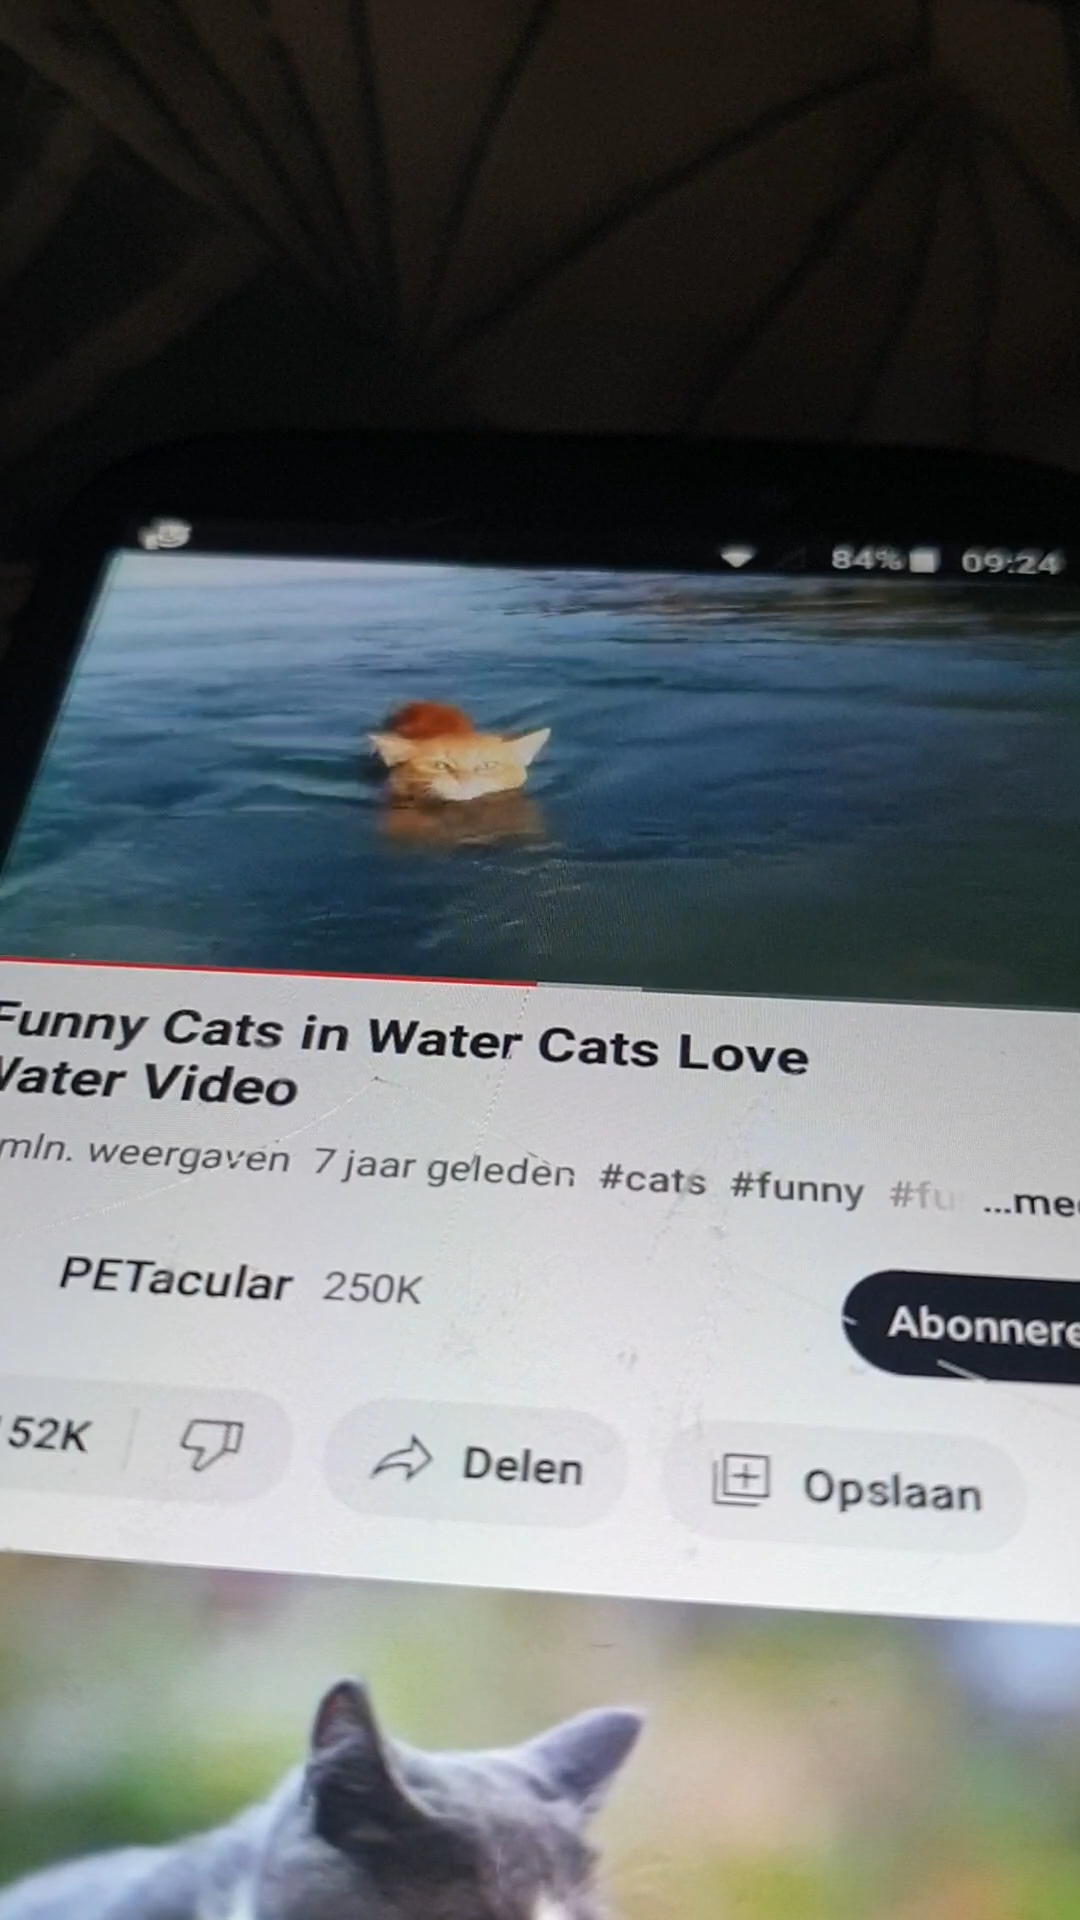 84% 09:24
Funny Cats in Water Cats Love
Water Video
mln. weergaven 7 jaar geleden #cats #funny #fu ...mee
PETacular 250K
Abonnere
52K Delen Opslaan